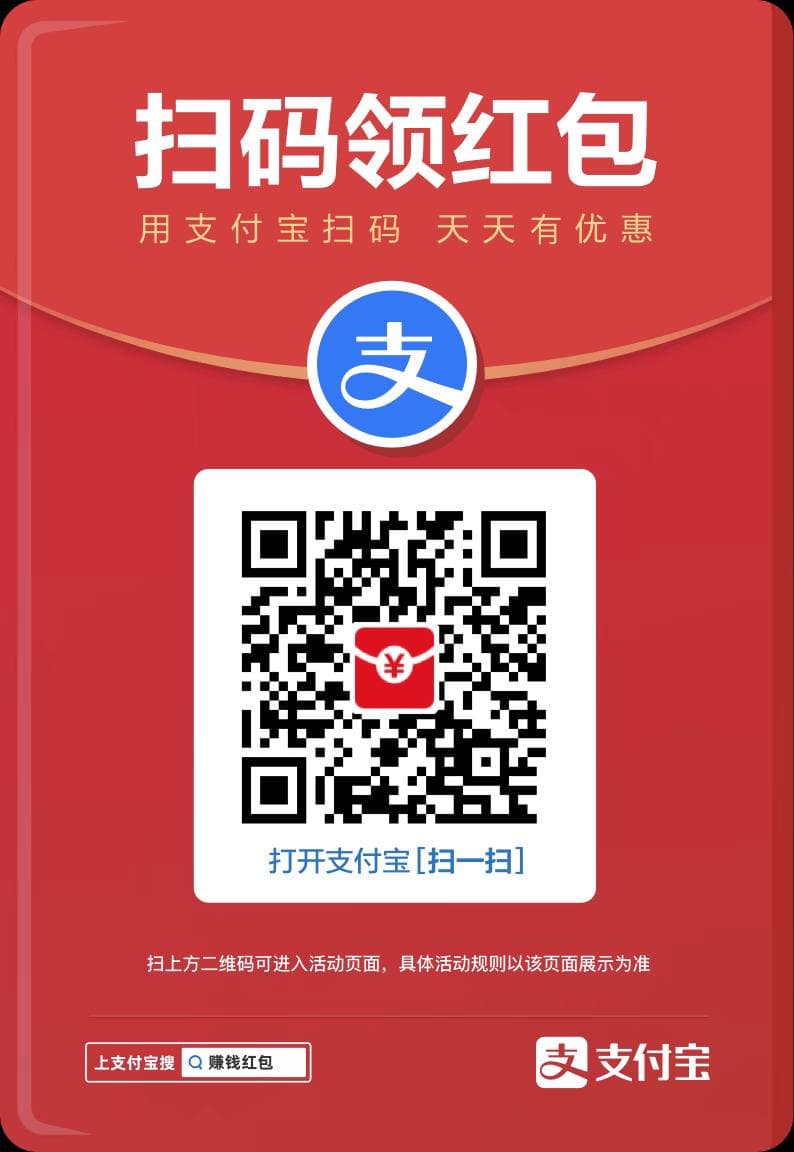 扫码领红包
用支付宝扫码 天天有优惠
支
¥
打开支付宝[扫一扫]
扫上方二维码可进入活动页面，具体活动规则以该页面展示为准
上支付宝搜 赚钱红包
支 支付宝